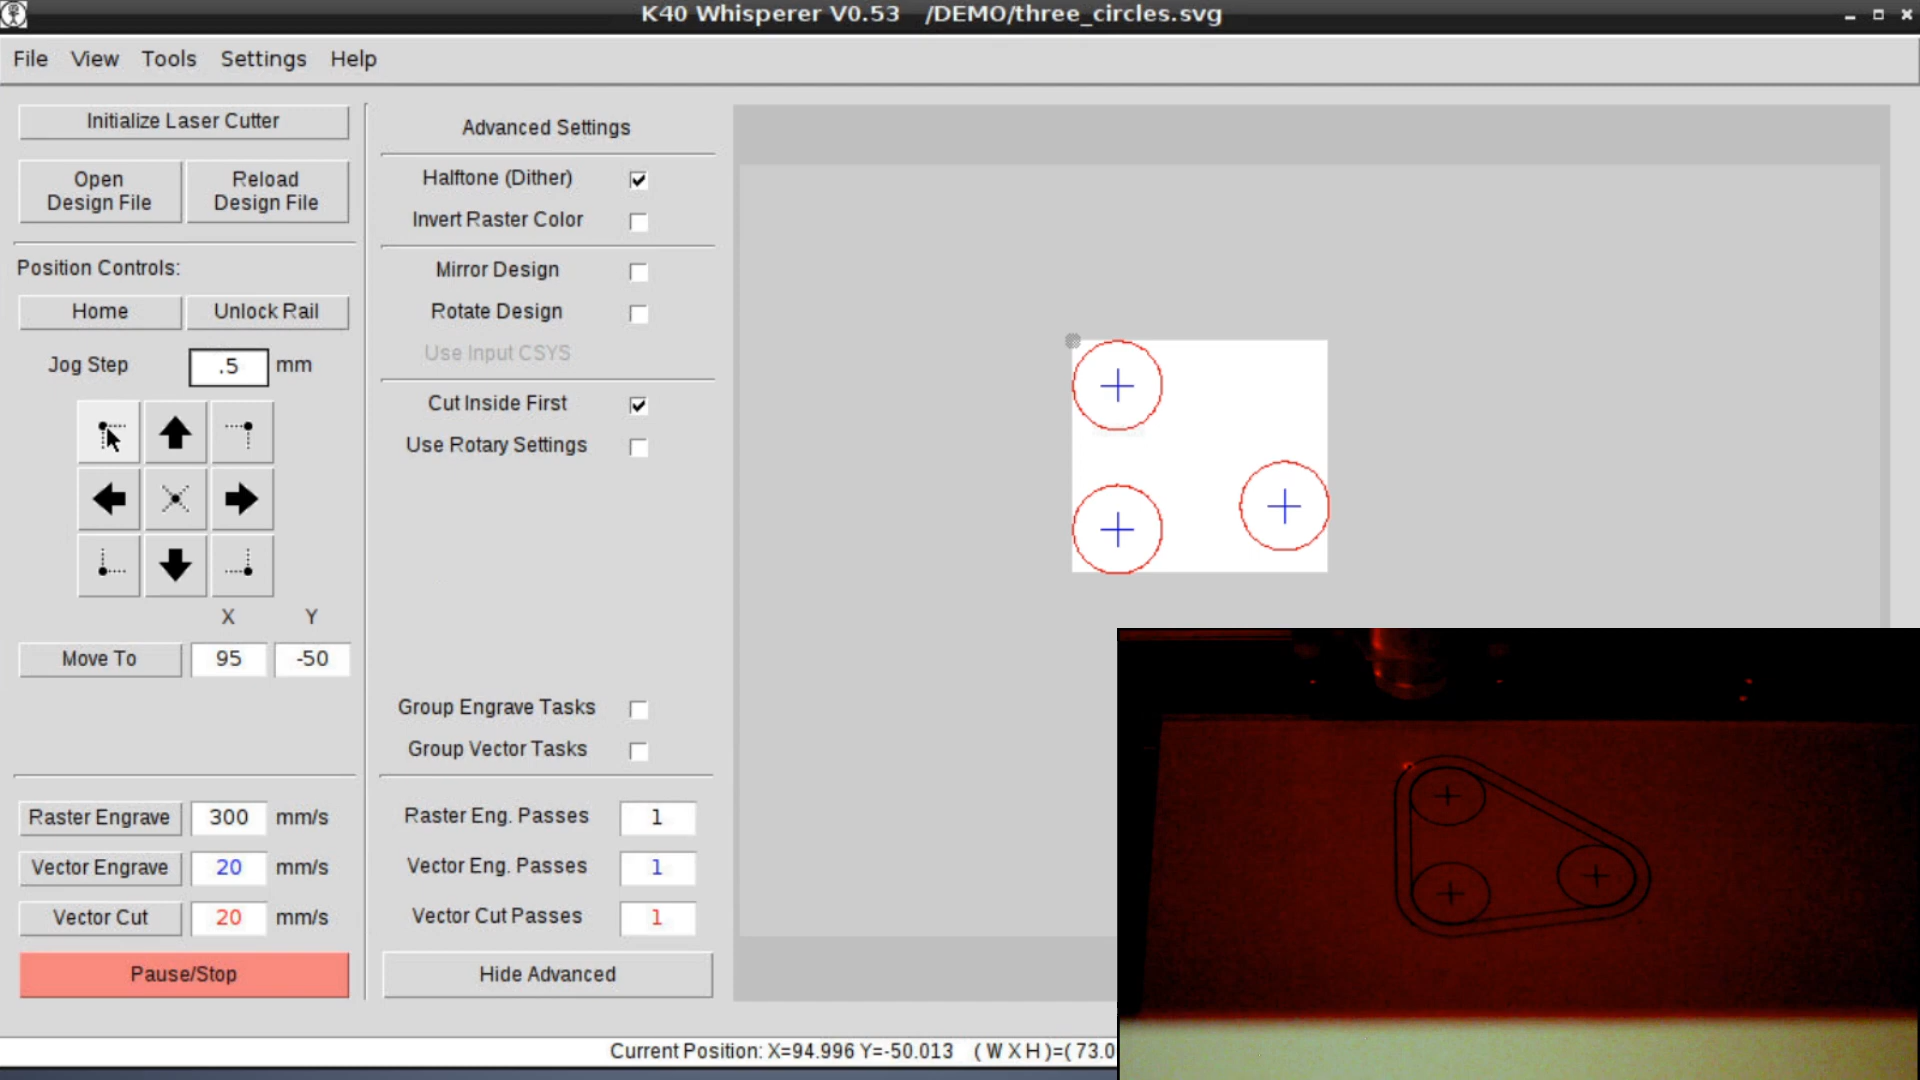 K40 Whisperer V0.53 /DEMO/three_circles.svg
File View Tools Settings Help
Initialize Laser Cutter
Open
Design File
Reload
Design File
Position Controls:
Home
Unlock Rail
Jog Step .5 mm
X Y
Move To 95 -50
Raster Engrave 300 mm/s
Vector Engrave 20 mm/s
Vector Cut 20 mm/s
Pause/Stop
Advanced Settings
Halftone (Dither)
Invert Raster Color
Mirror Design
Rotate Design
Use Input CSYS
Cut Inside First
Use Rotary Settings
Group Engrave Tasks
Group Vector Tasks
Raster Eng. Passes 1
Vector Eng. Passes 1
Vector Cut Passes 1
Hide Advanced
Current Position: X=94.996 Y=-50.013 ( W X H )=( 73.0